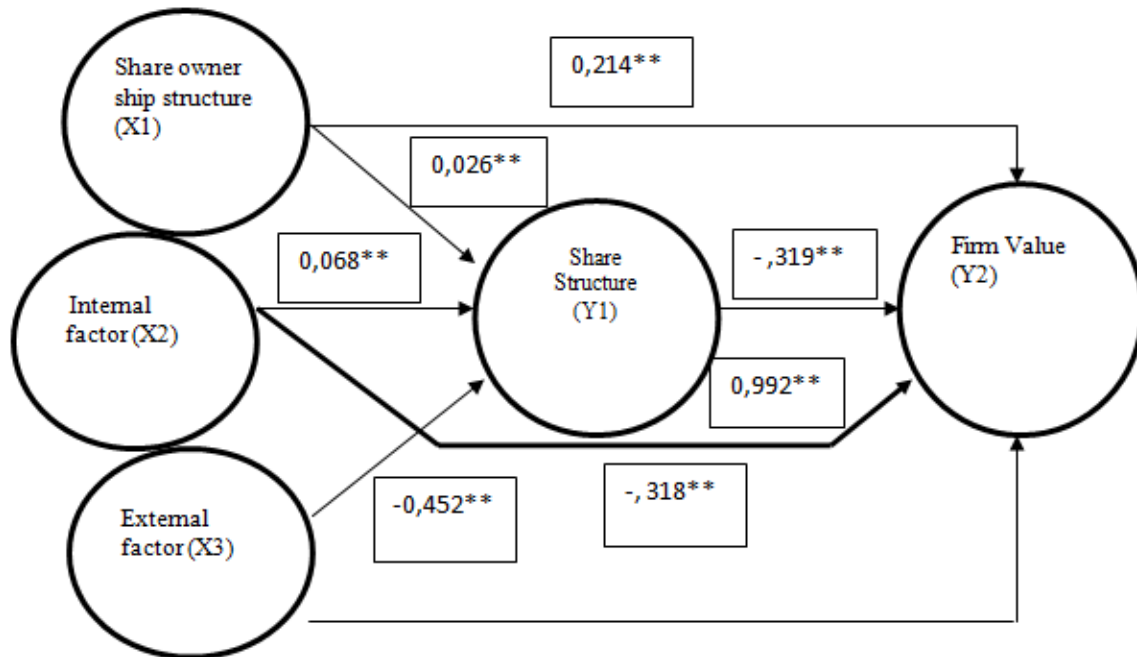 Share owner
ship structure
(X1)
0,214**
0,026**
0,068**
Share
Structure
(Y1)
-,319**
Firm Value
(Y2)
Internal
factor (X2)
0,992**
External
factor (X3)
-0,452**
-,318**